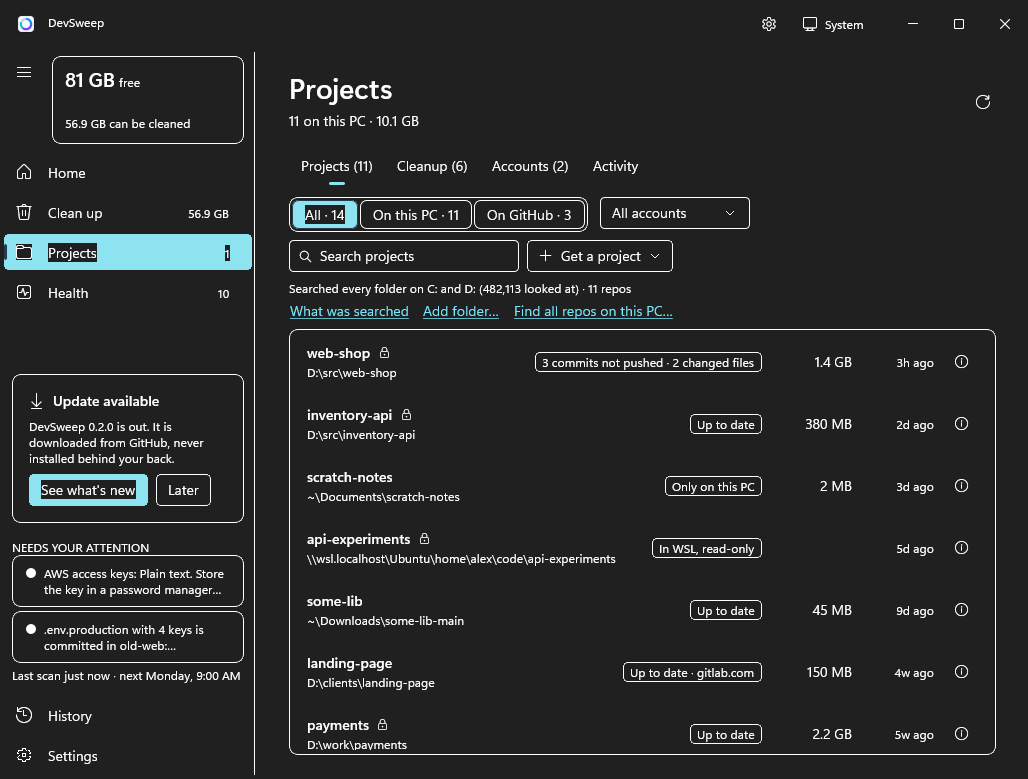 DevSweep
System
81 GB free
56.9 GB can be cleaned
Home
Clean up 56.9 GB
Projects 1
Health 10
Update available
DevSweep 0.2.0 is out. It is
downloaded from GitHub, never
installed behind your back.
See what's new Later
NEEDS YOUR ATTENTION
AWS access keys: Plain text. Store
the key in a password manager...
.env.production with 4 keys is
committed in old-web:...
Last scan just now · next Monday, 9:00 AM
History
Settings
Projects
11 on this PC · 10.1 GB
Projects (11) Cleanup (6) Accounts (2) Activity
All · 14 On this PC · 11 On GitHub · 3 All accounts
Search projects Get a project
Searched every folder on C: and D: (482,113 looked at) · 11 repos
What was searched Add folder... Find all repos on this PC...
web-shop 3 commits not pushed · 2 changed files 1.4 GB 3h ago
D:\src\web-shop
inventory-api Up to date 380 MB 2d ago
D:\src\inventory-api
scratch-notes Only on this PC 2 MB 3d ago
~\Documents\scratch-notes
api-experiments In WSL, read-only 5d ago
\\wsl.localhost\Ubuntu\home\alex\code\api-experiments
some-lib Up to date 45 MB 9d ago
~\Downloads\some-lib-main
landing-page Up to date · gitlab.com 150 MB 4w ago
D:\clients\landing-page
payments Up to date 2.2 GB 5w ago
D:\work\payments